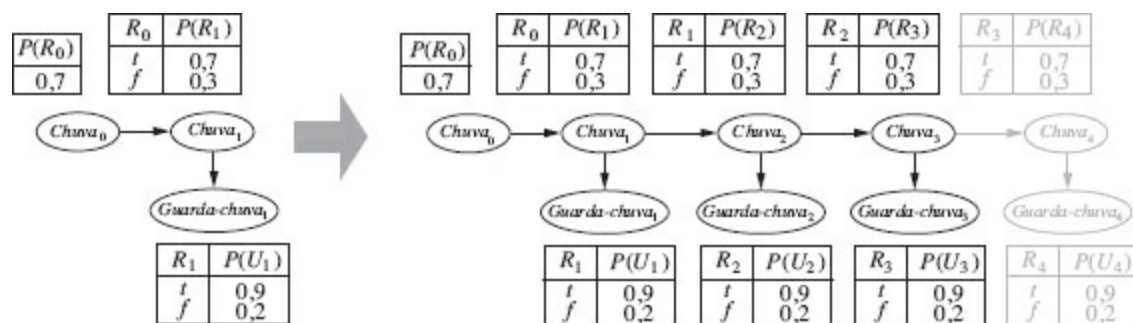 P(R0)
0,7
R0 P(R1)
t 0,7
f 0,3
Chuva0
Chuva1
Guarda-chuva1
R1 P(U1)
t 0,9
f 0,2
P(R0)
0,7
R0 P(R1)
t 0,7
f 0,3
R1 P(R2)
t 0,7
f 0,3
R2 P(R3)
t 0,7
f 0,3
R3 P(R4)
t 0,7
f 0,3
Chuva0
Chuva1
Chuva2
Chuva3
Chuva4
Guarda-chuva1
Guarda-chuva2
Guarda-chuva3
Guarda-chuva4
R1 P(U1)
t 0,9
f 0,2
R2 P(U2)
t 0,9
f 0,2
R3 P(U3)
t 0,9
f 0,2
R4 P(U4)
t 0,9
f 0,2